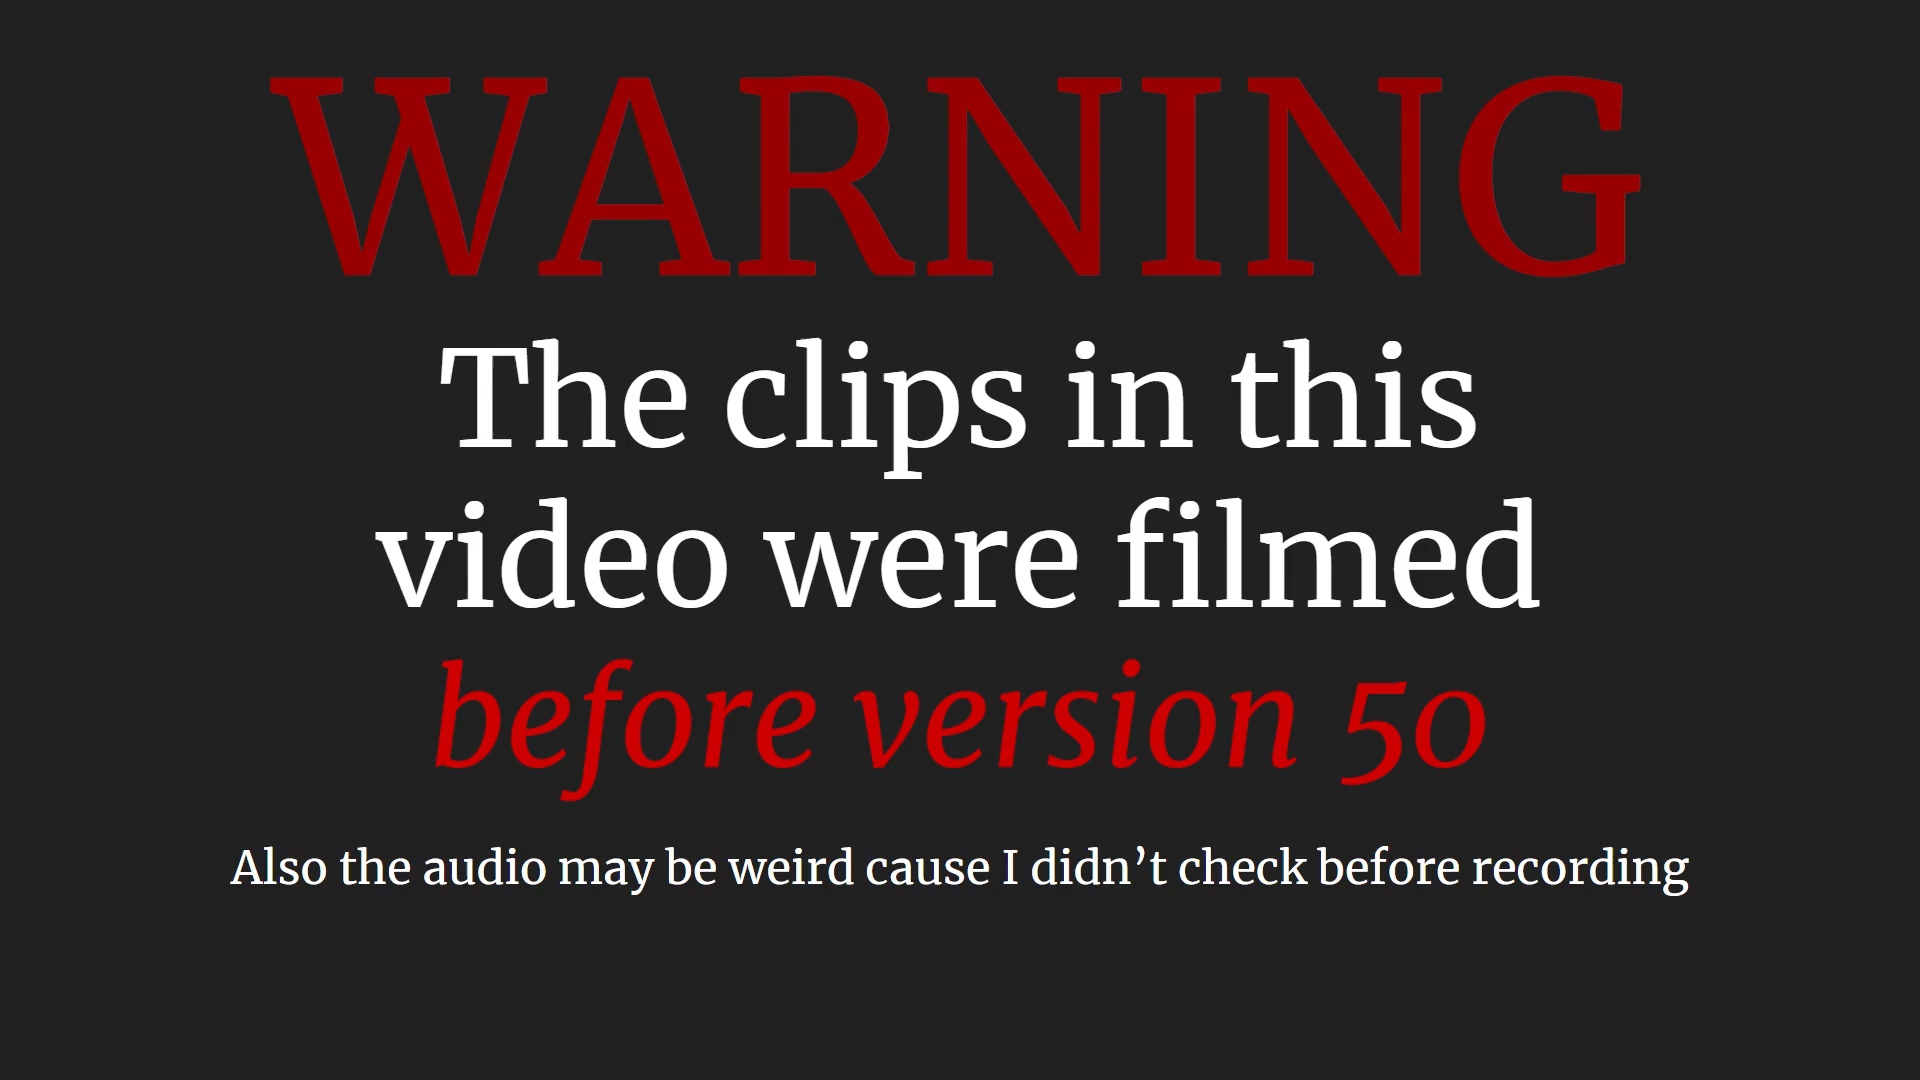 WARNING
The clips in this
video were filmed
before version 50
Also the audio may be weird cause I didn’t check before recording